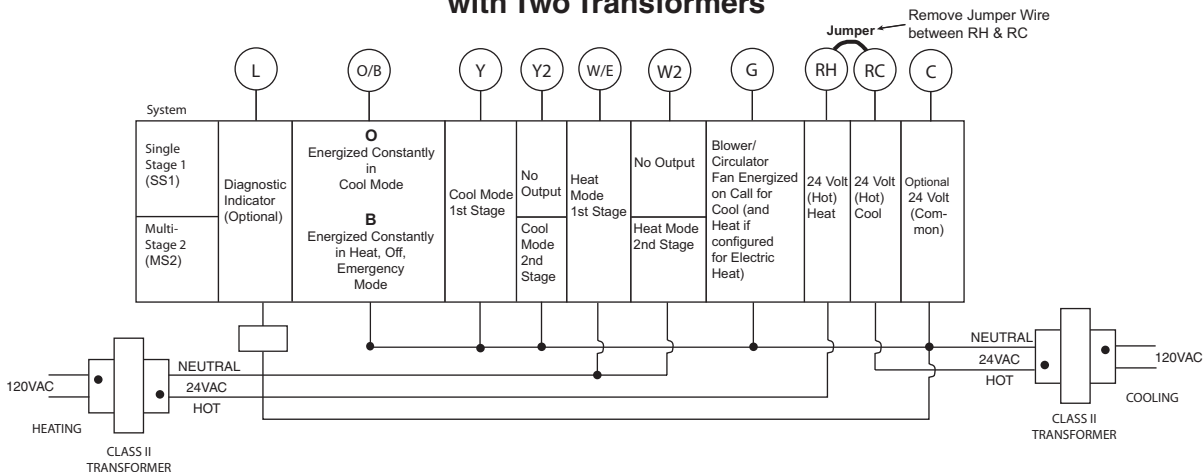 with Two Transformers
Remove Jumper Wire
between RH & RC
Jumper
L
O/B
Y
Y2
W/E
W2
G
RH
RC
C
System
Single
Stage 1
(SS1)
Multi-
Stage 2
(MS2)
Diagnostic
Indicator
(Optional)
O
Energized Constantly
in
Cool Mode
B
Energized Constantly
in Heat, Off,
Emergency
Mode
Cool Mode
1st Stage
No
Output
Cool
Mode
2nd
Stage
Heat
Mode
1st Stage
No Output
Heat Mode
2nd Stage
Blower/
Circulator
Fan Energized
on Call for
Cool (and
Heat if
configured
for Electric
Heat)
24 Volt
(Hot)
Heat
24 Volt
(Hot)
Cool
Optional
24 Volt
(Com-
mon)
120VAC
HEATING
CLASS II
TRANSFORMER
NEUTRAL
24VAC
HOT
NEUTRAL
24VAC
HOT
120VAC
COOLING
CLASS II
TRANSFORMER